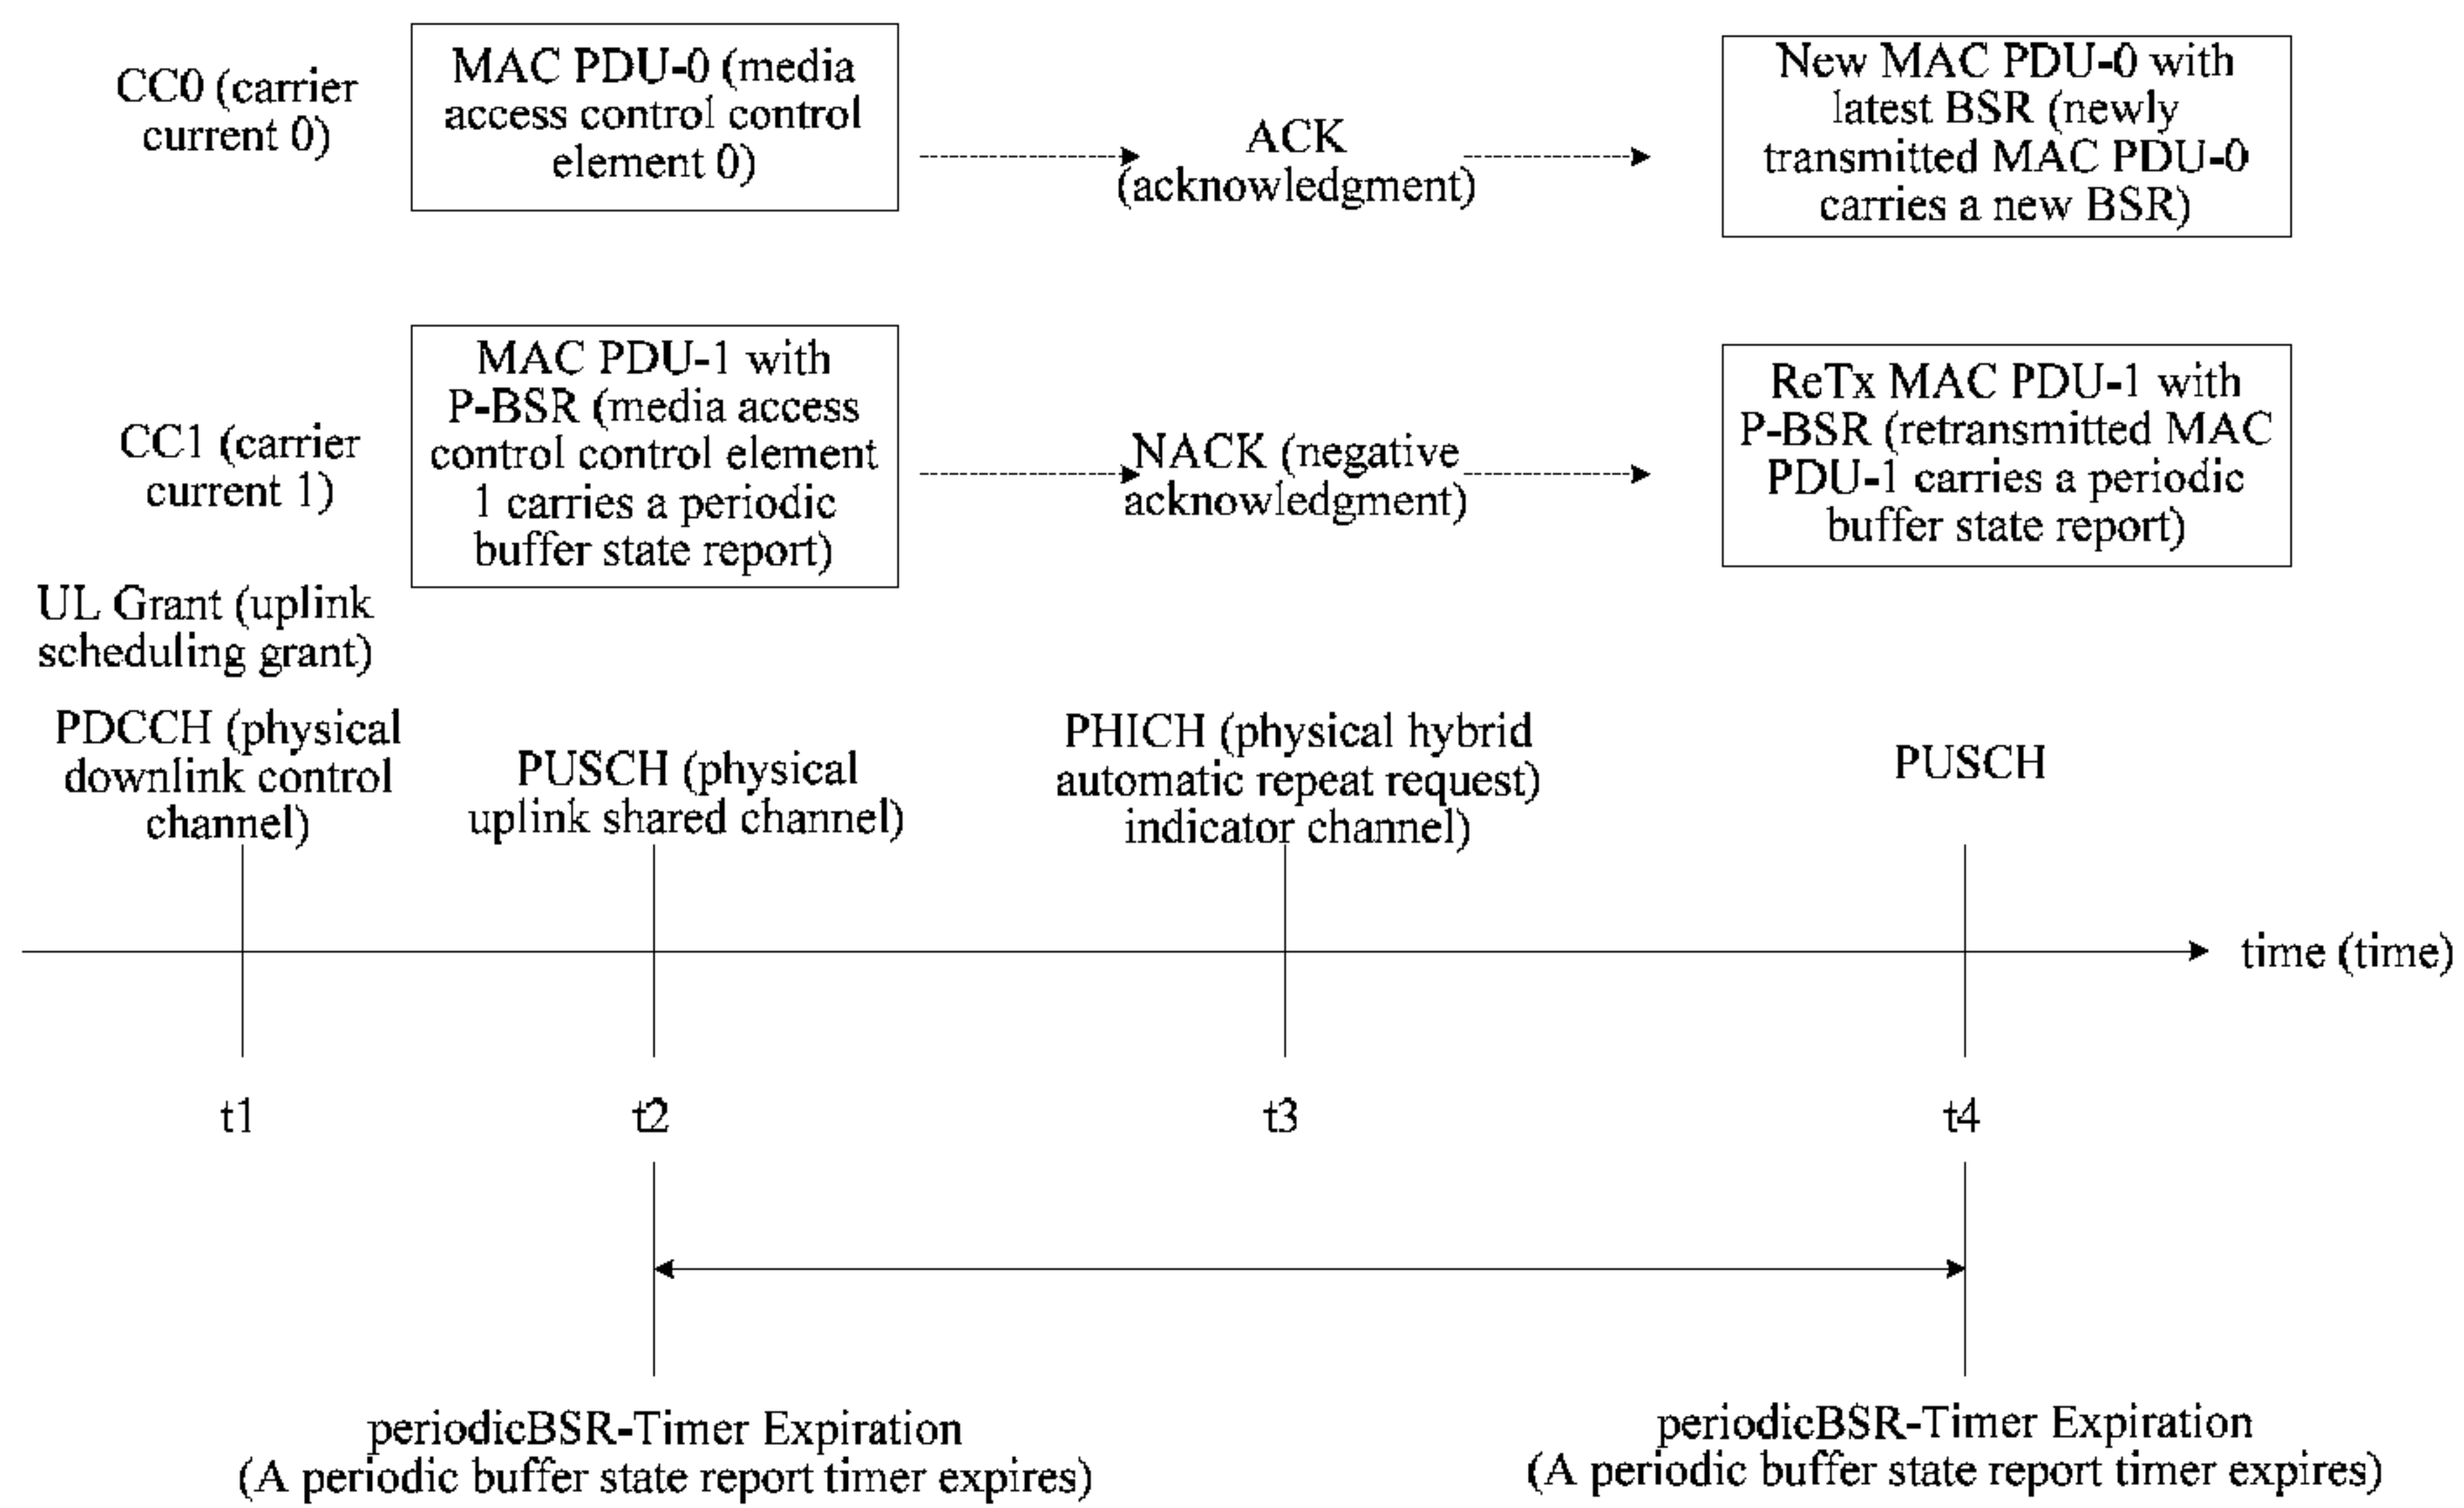 CC0 (carrier
current 0)
MAC PDU-0 (media
access control control
element 0)
ACK
(acknowledgment)
New MAC PDU-0 with
latest BSR (newly
transmitted MAC PDU-0
carries a new BSR)
CC1 (carrier
current 1)
MAC PDU-1 with
P-BSR (media access
control control element
1 carries a periodic
buffer state report)
NACK (negative
acknowledgment)
ReTx MAC PDU-1 with
P-BSR (retransmitted MAC
PDU-1 carries a periodic
buffer state report)
UL Grant (uplink
scheduling grant)
PDCCH (physical
downlink control
channel)
PUSCH (physical
uplink shared channel)
PHICH (physical hybrid
automatic repeat request)
indicator channel)
PUSCH
time (time)
t1
t2
t3
t4
periodicBSR-Timer Expiration
(A periodic buffer state report timer expires)
periodicBSR-Timer Expiration
(A periodic buffer state report timer expires)